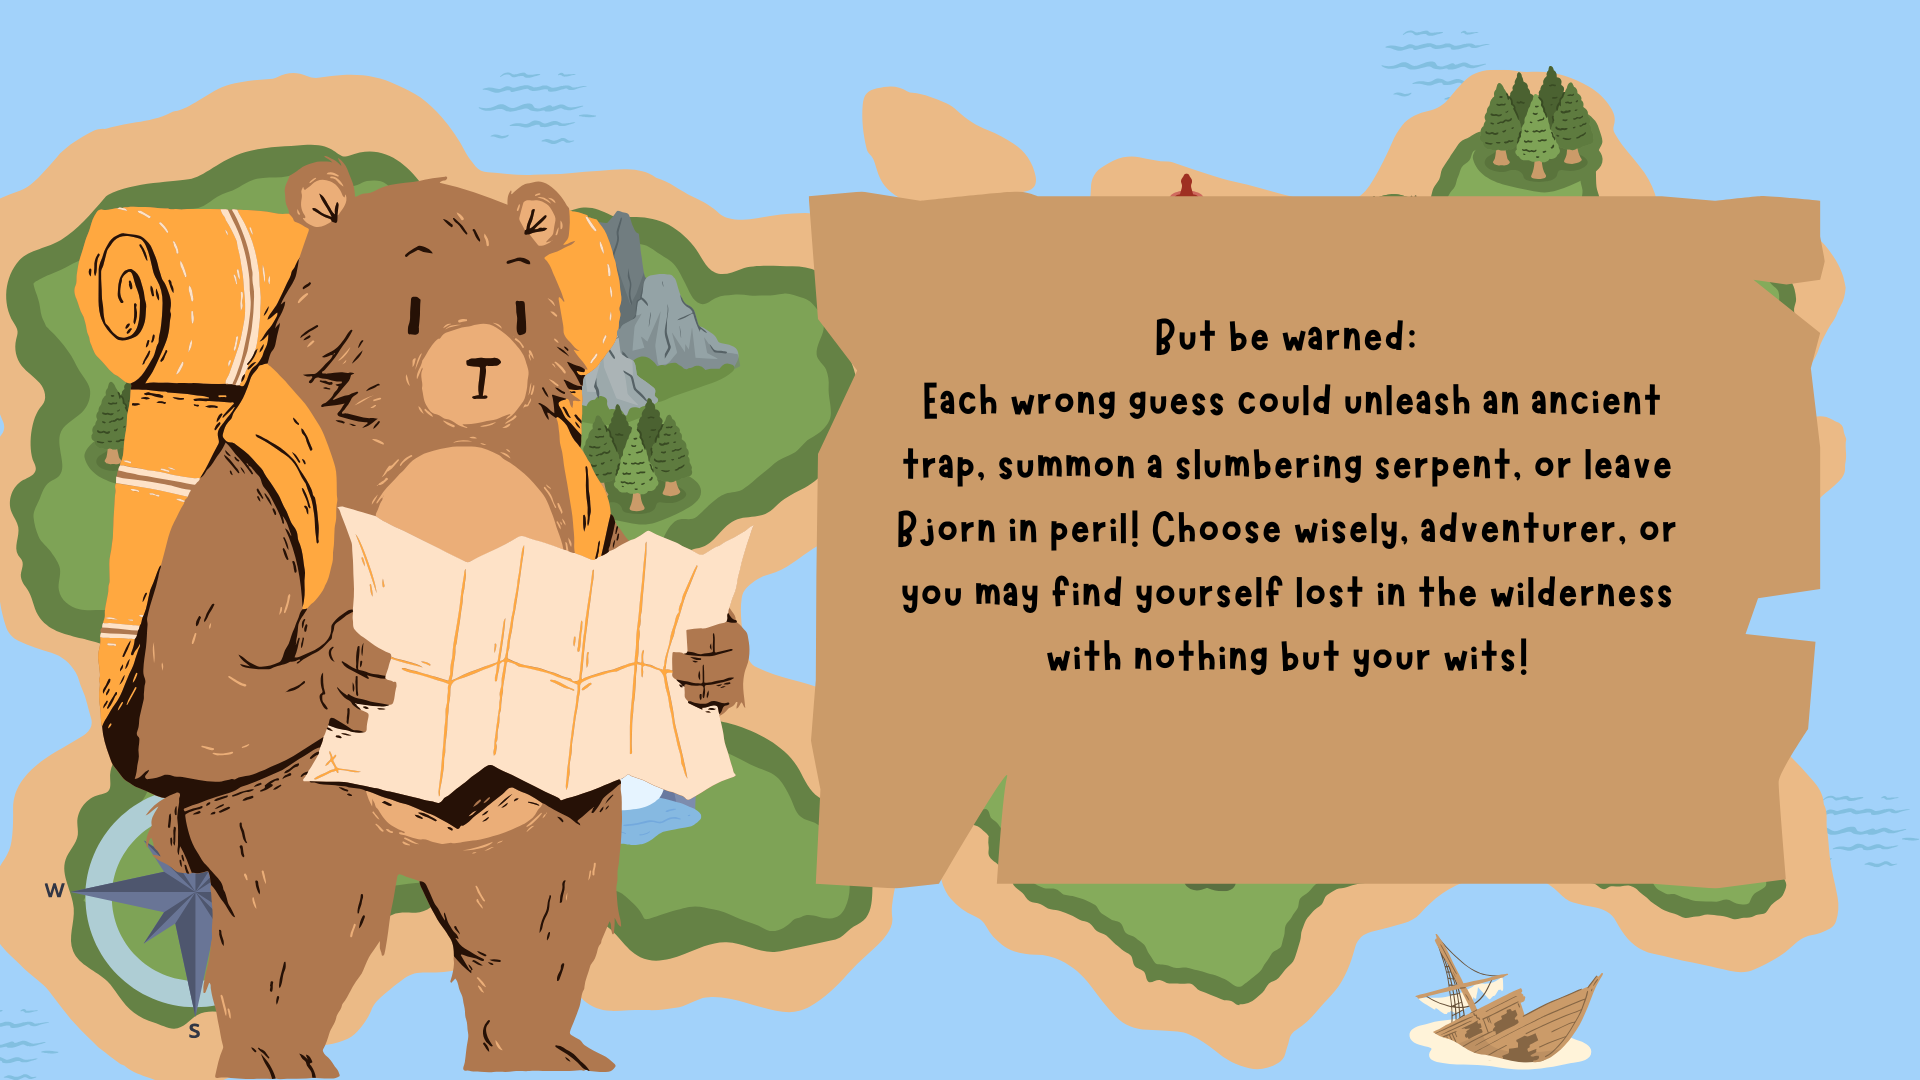 But be warned:
Each wrong guess could unleash an ancient
trap, summon a slumbering serpent, or leave
Bjorn in peril! Choose wisely, adventurer, or
you may find yourself lost in the wilderness
with nothing but your wits!
W
S